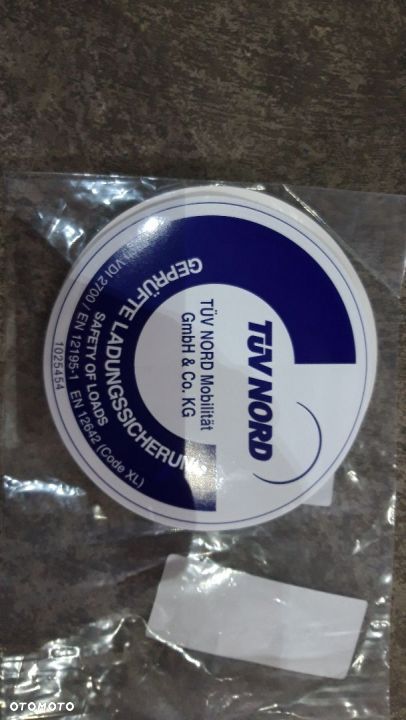 TÜV NORD
TÜV NORD Mobilität
GmbH & Co. KG
GEPRÜFTE LADUNGSSICHERUNG
VDI 2700 / EN 12195-1 EN 12642 (Code XL)
SAFETY OF LOADS
1025454
OTOMOTO